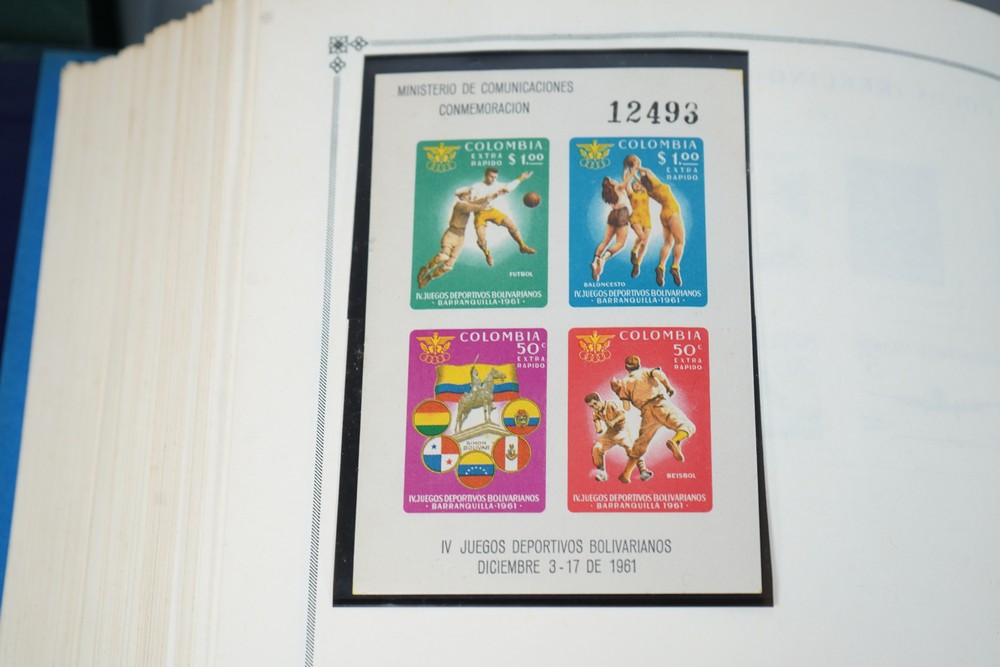 MINISTERIO DE COMUNICACIONES
CONMEMORACION
12493
COLOMBIA
EXTRA
RAPIDO
$1.00
FUTBOL
IV. JUEGOS DEPORTIVOS BOLIVARIANOS
· BARRANQUILLA-1961 ·
COLOMBIA
$1.00
EXTRA
RAPIDO
BALONCESTO
IV. JUEGOS DEPORTIVOS BOLIVARIANOS
· BARRANQUILLA-1961 ·
COLOMBIA
50c
EXTRA
RAPIDO
SIMON
BOLIVAR
IV. JUEGOS DEPORTIVOS BOLIVARIANOS
· BARRANQUILLA-1961 ·
COLOMBIA
50c
EXTRA
RAPIDO
BEISBOL
IV. JUEGOS DEPORTIVOS BOLIVARIANOS
· BARRANQUILLA 1961 ·
IV JUEGOS DEPORTIVOS BOLIVARIANOS
DICIEMBRE 3-17 DE 1961